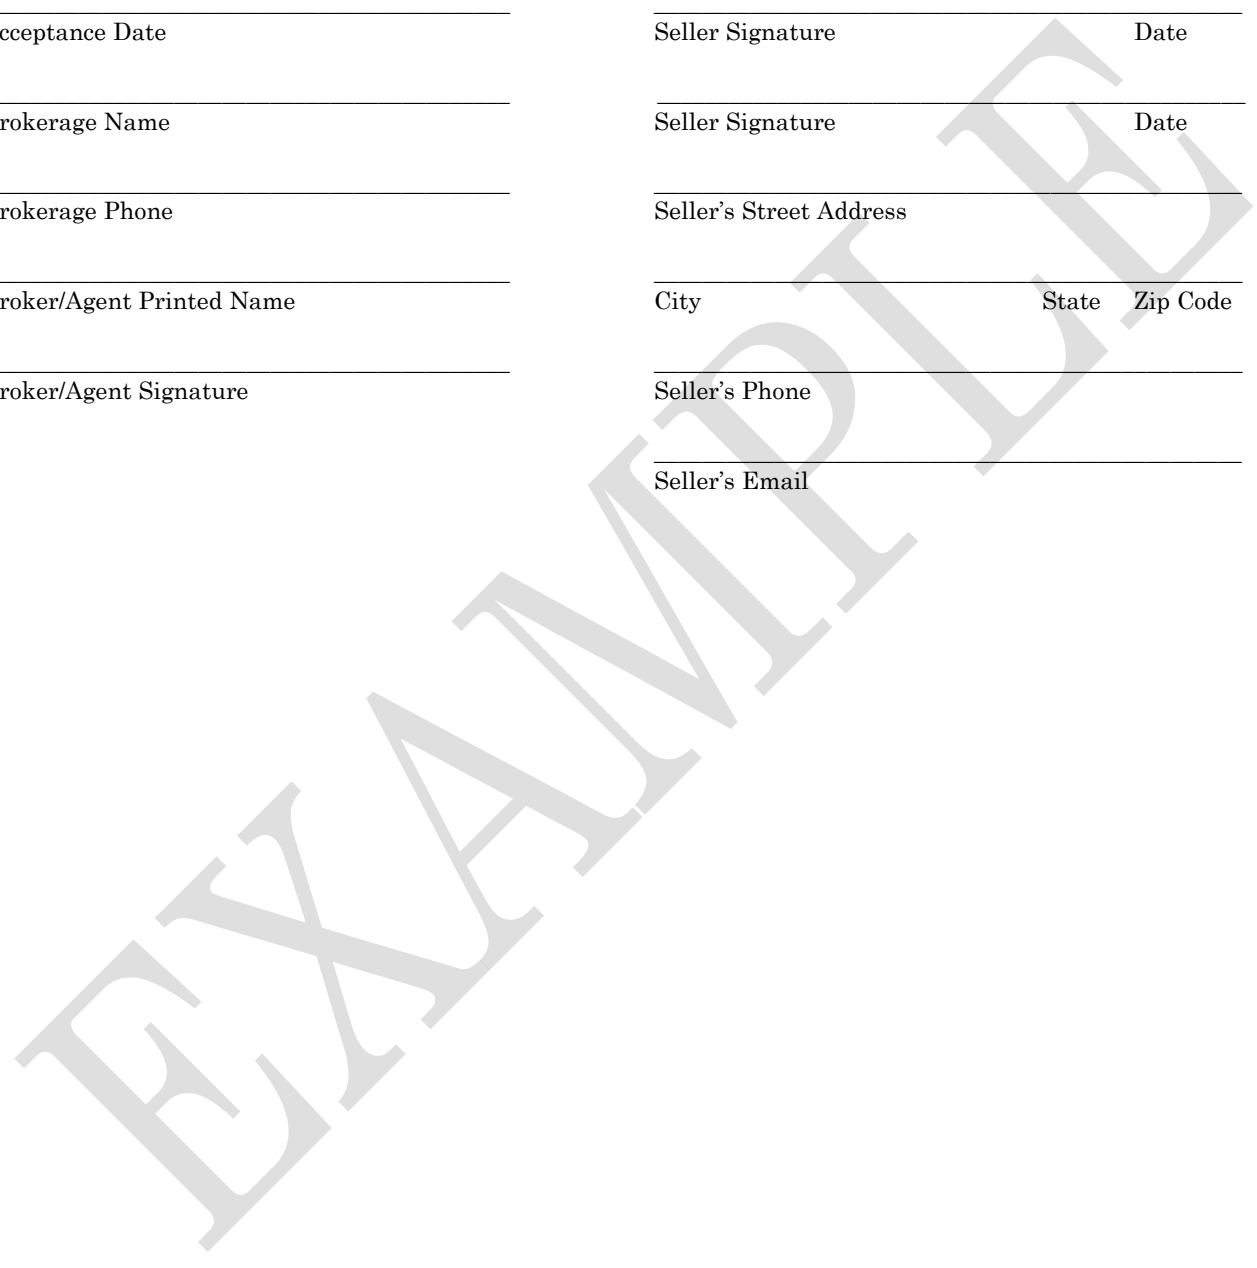 cceptance Date
rokerage Name
rokerage Phone
roker/Agent Printed Name
roker/Agent Signature
Seller Signature Date
Seller Signature Date
Seller’s Street Address
City State Zip Code
Seller’s Phone
Seller’s Email
EXAMPLE